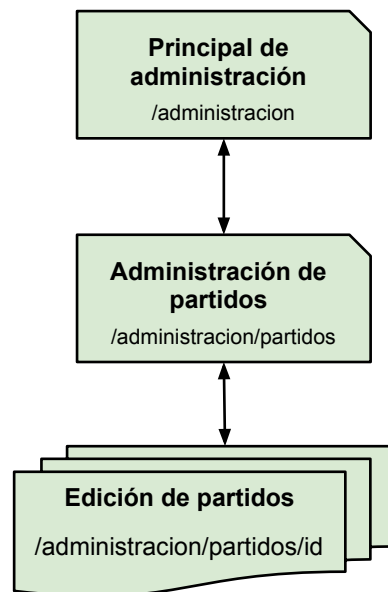 Principal de
administración
/administracion
Administración de
partidos
/administracion/partidos
Edición de partidos
/administracion/partidos/id